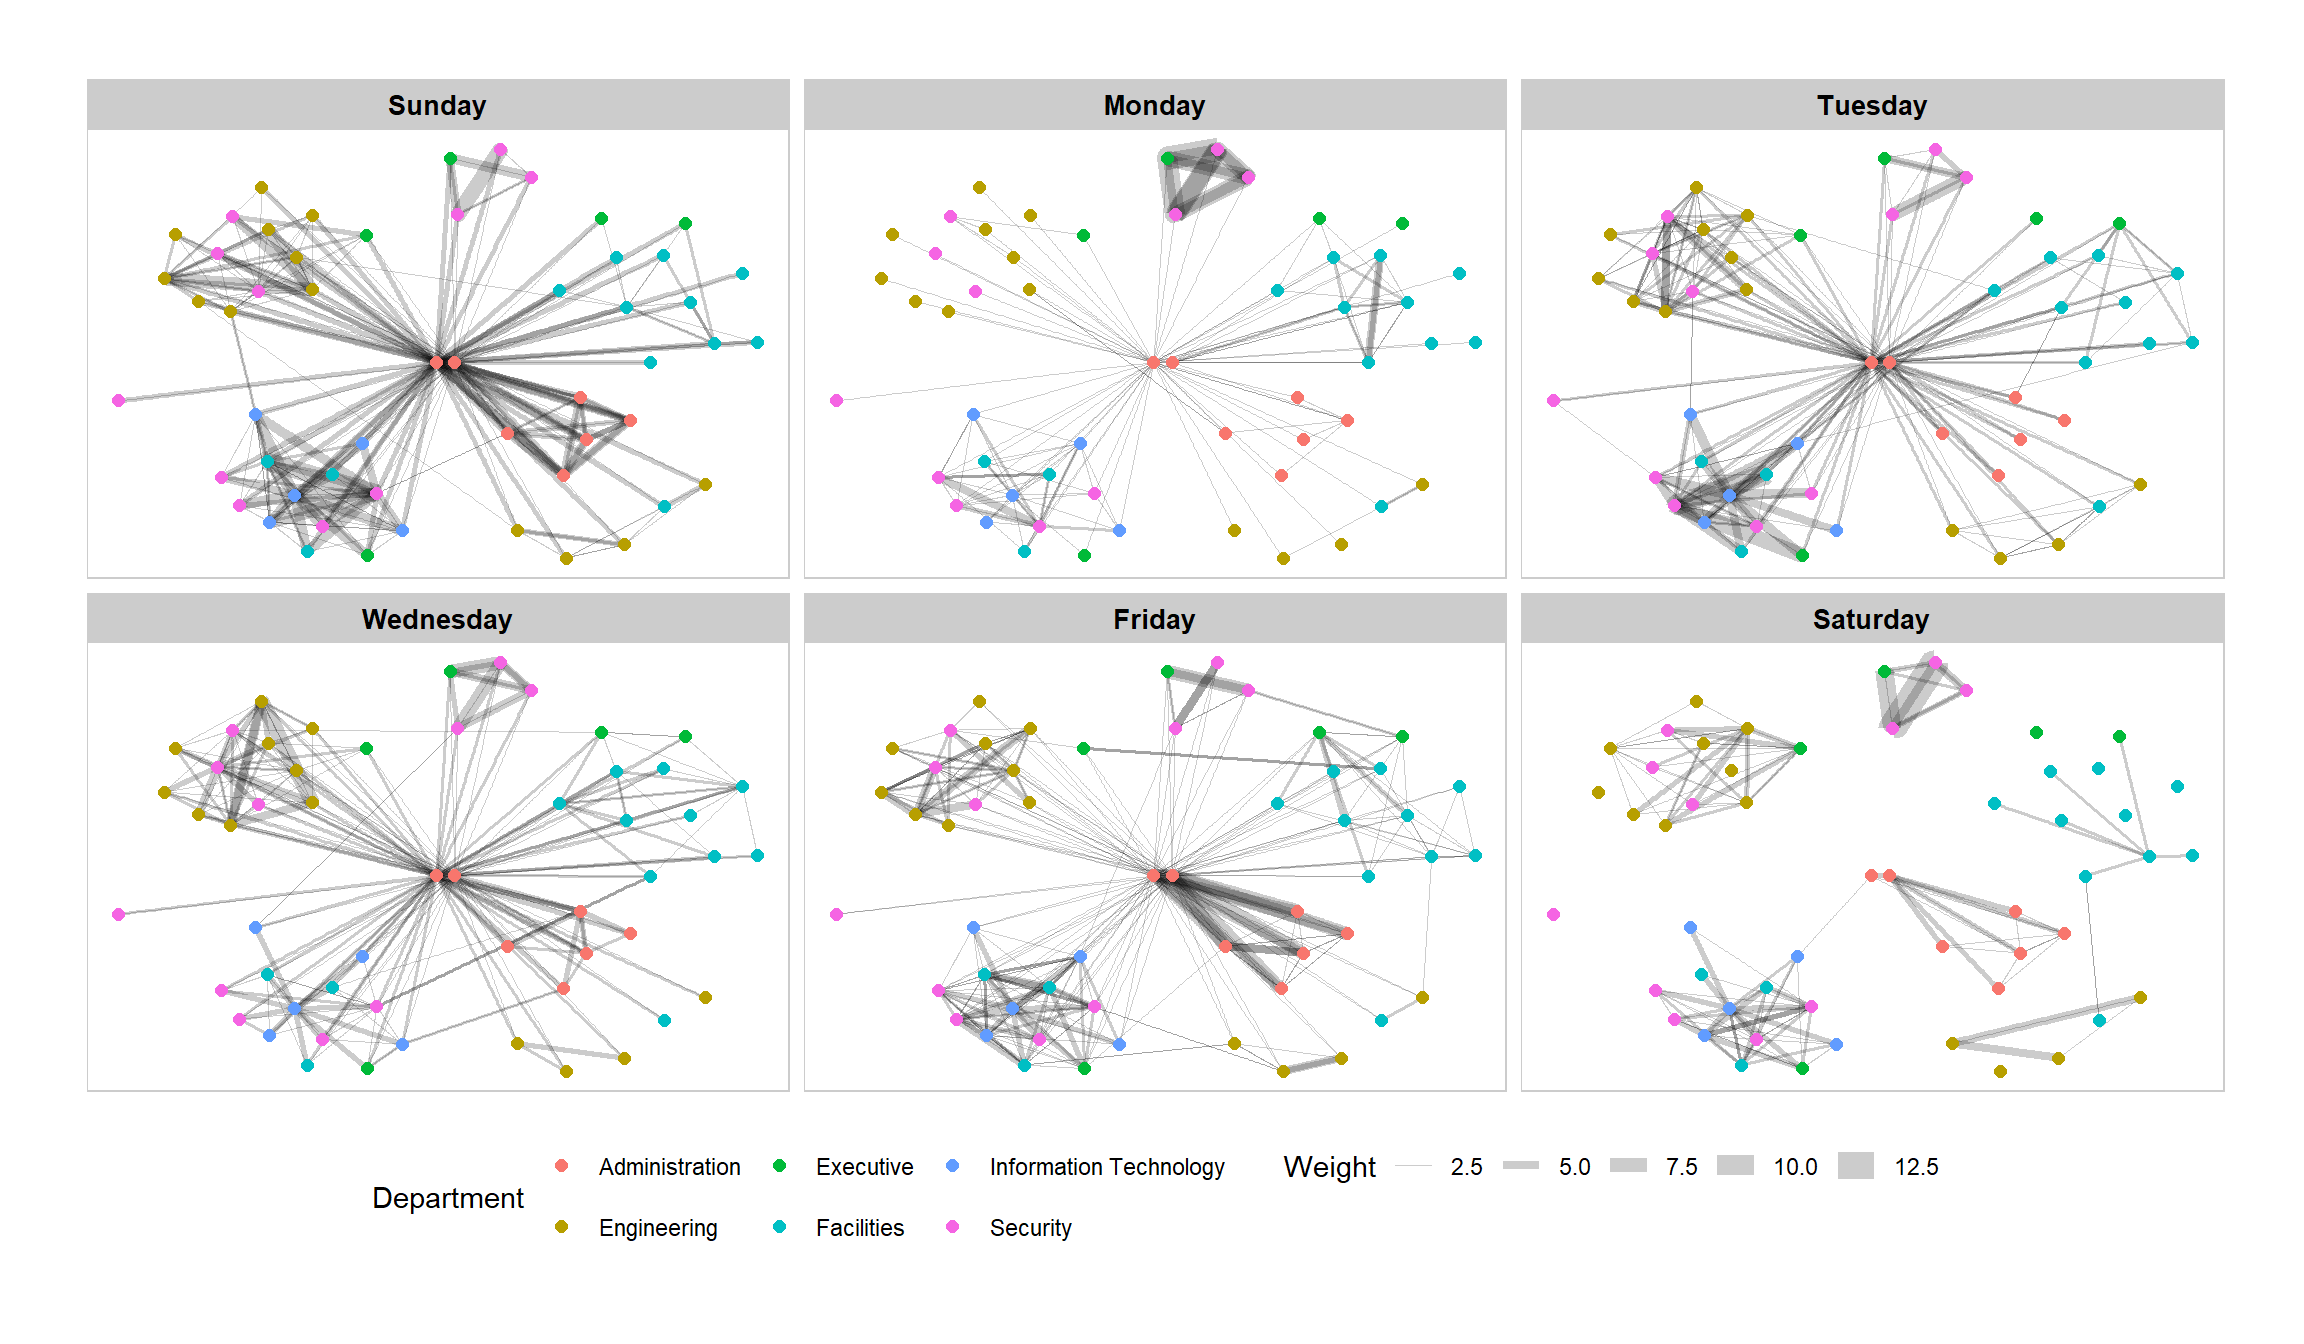 Sunday
Monday
Tuesday
Wednesday
Friday
Saturday
Department
Administration
Executive
Information Technology
Engineering
Facilities
Security
Weight
2.5
5.0
7.5
10.0
12.5